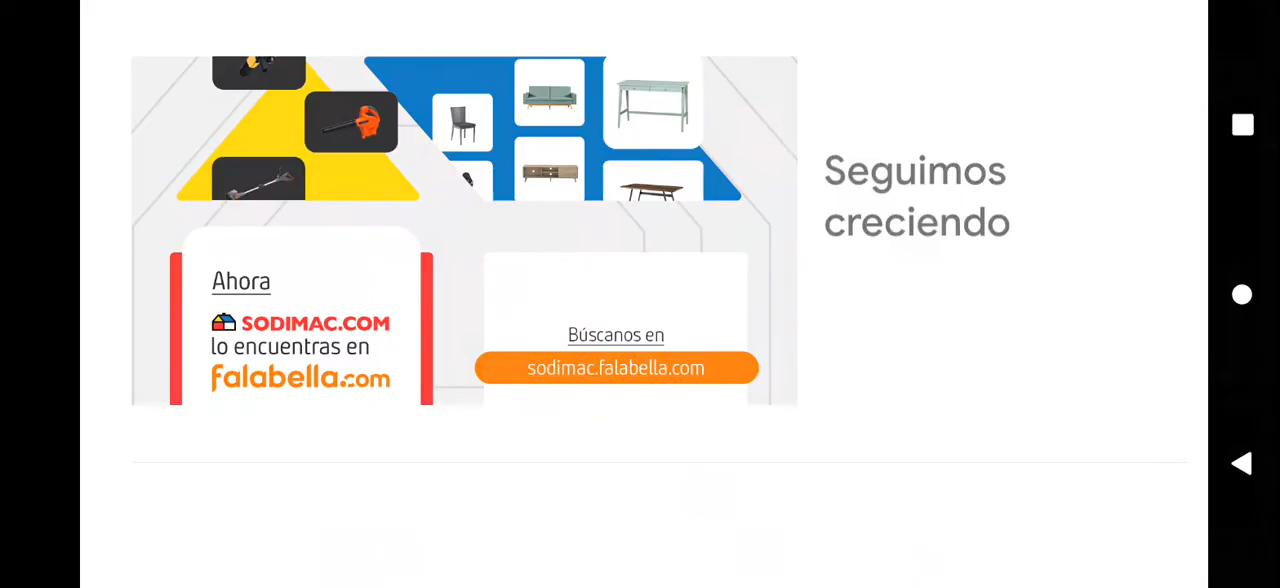 Ahora
SODIMAC.COM
lo encuentras en
falabella.com
Búscanos en
sodimac.falabella.com
Seguimos
creciendo